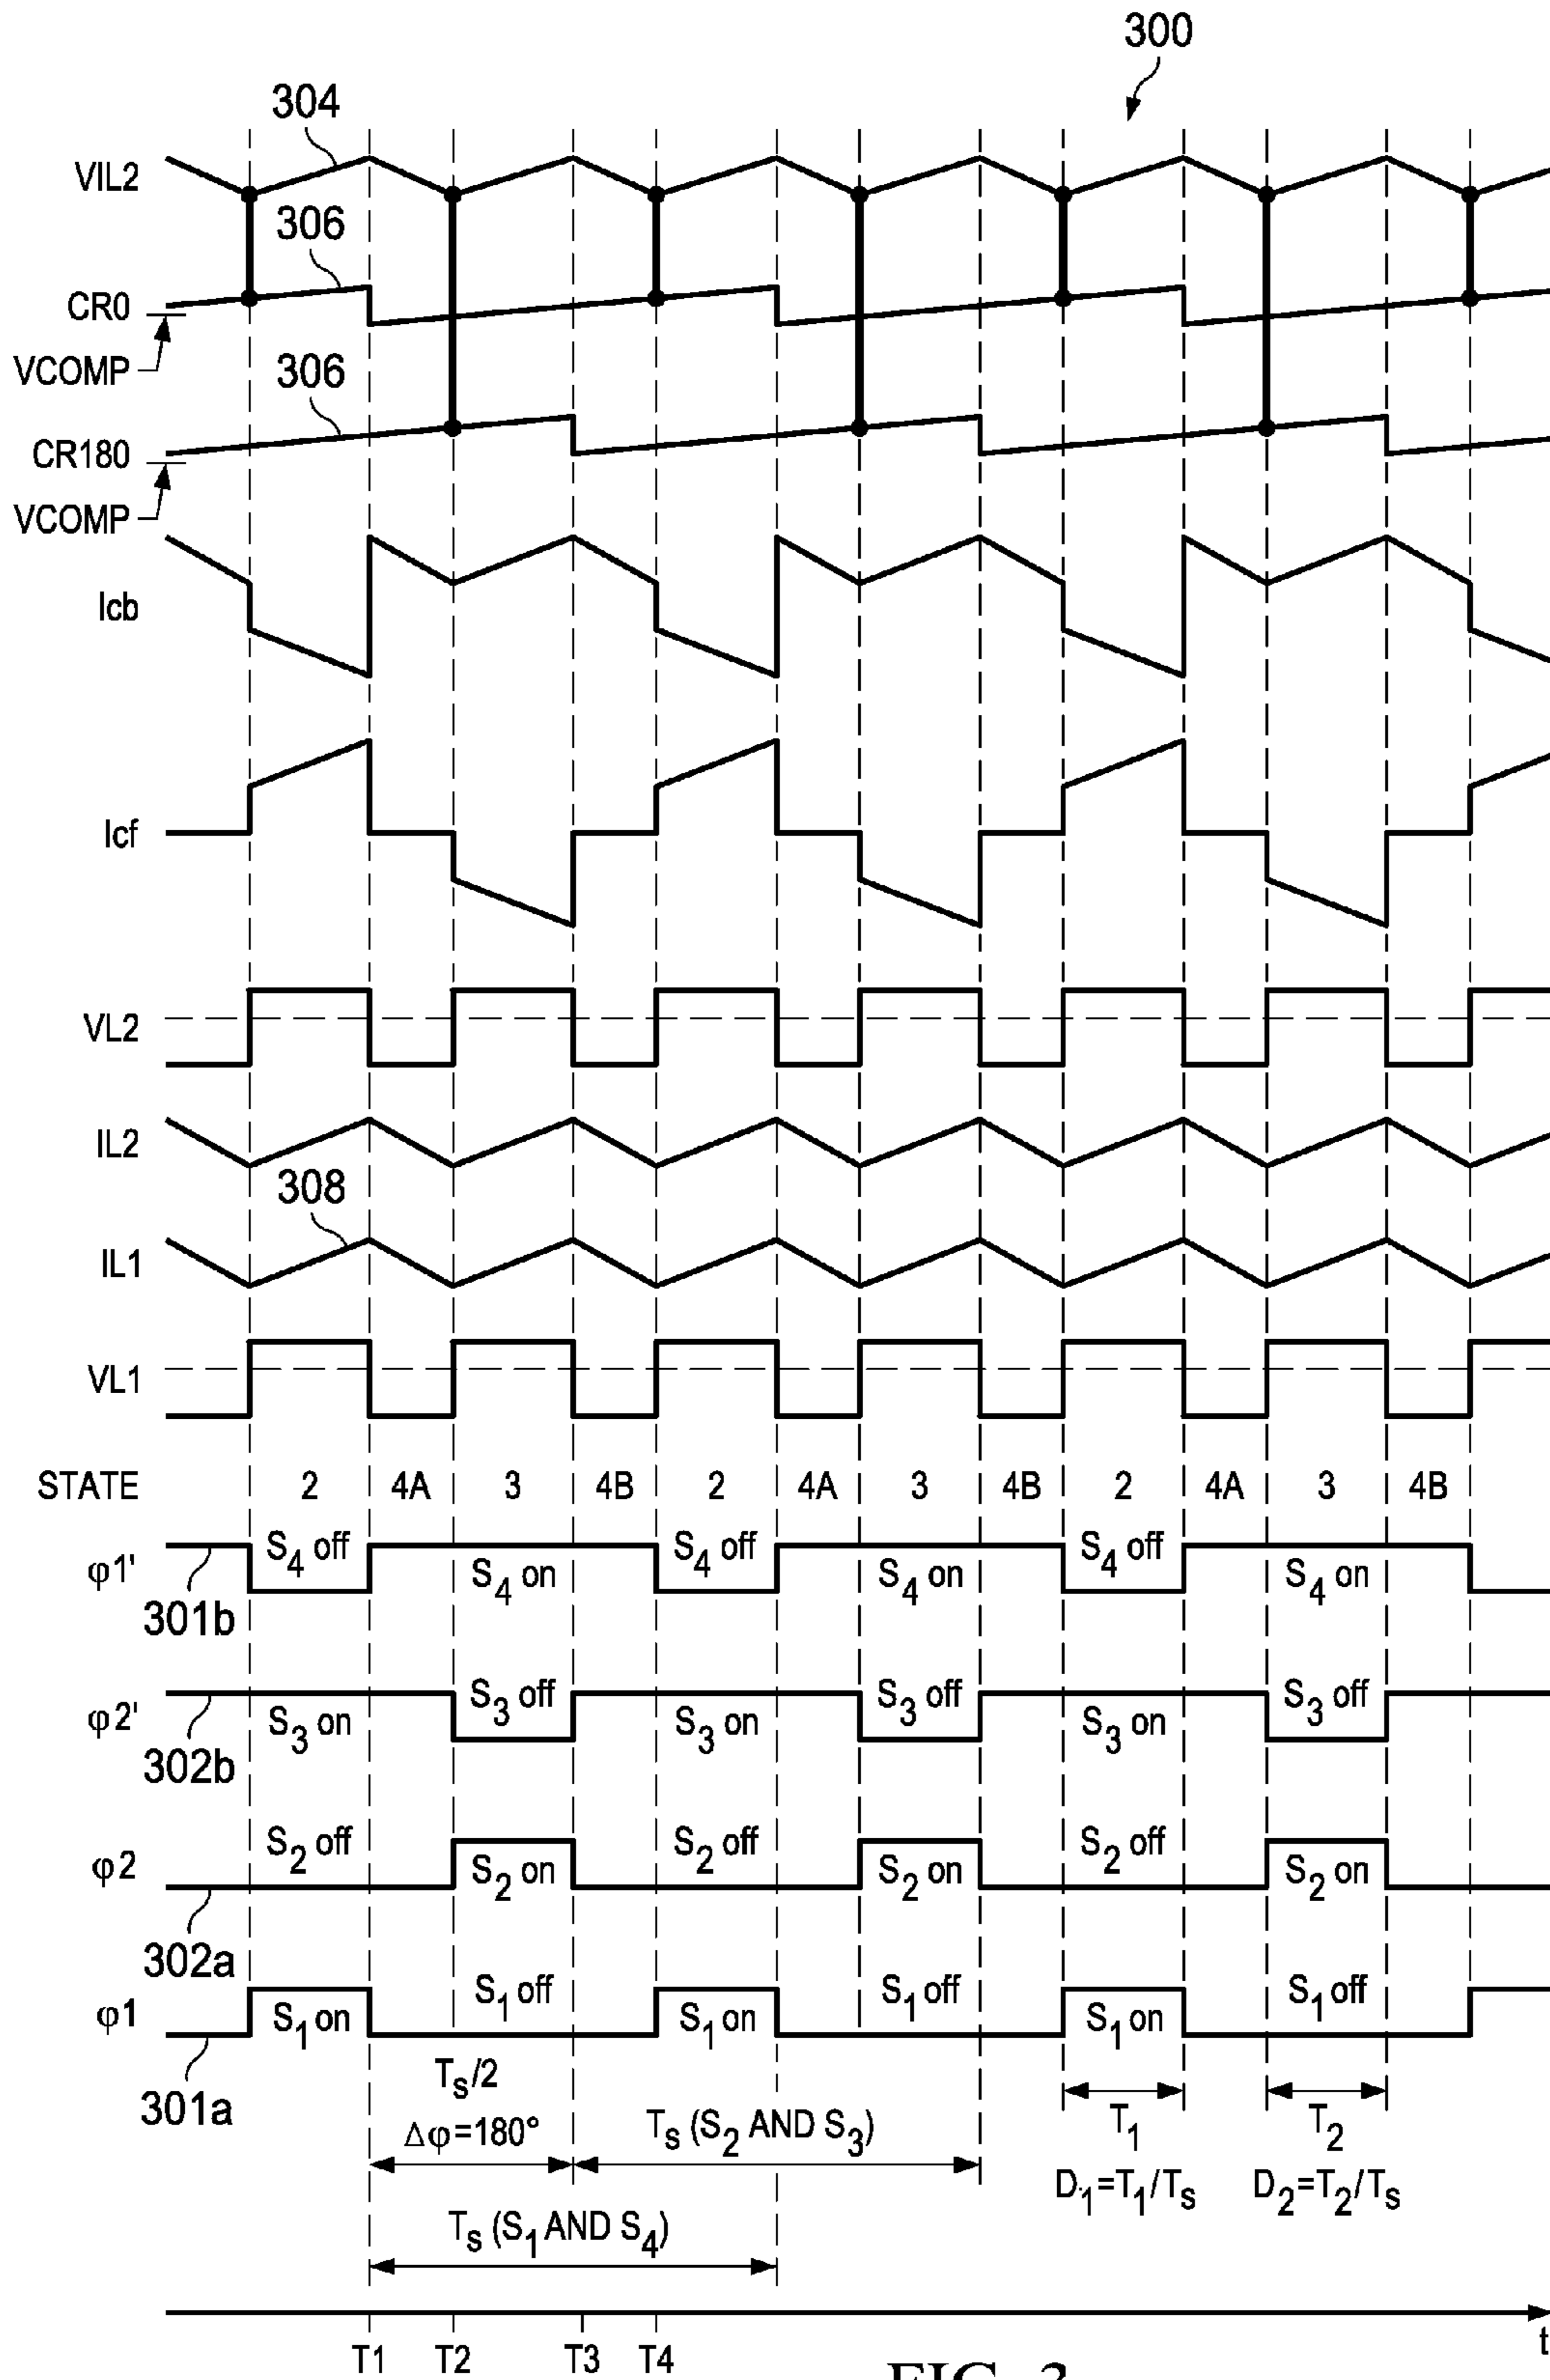 300
304
VIL2
306
CR0
VCOMP
306
CR180
VCOMP
Icb
Icf
VL2
IL2
308
IL1
VL1
STATE 2 4A 3 4B 2 4A 3 4B 2 4A 3 4B
φ1' S4 off S4 on S4 off S4 on S4 off S4 on
301b
φ2' S3 on S3 off S3 on S3 off S3 on S3 off
302b
φ2 S2 off S2 on S2 off S2 on S2 off S2 on
302a
φ1 S1 on S1 off S1 on S1 off S1 on S1 off
301a
Ts/2
Δφ=180°
Ts (S2 AND S3)
T1 T2
D1=T1/Ts D2=T2/Ts
Ts (S1 AND S4)
T1 T2 T3 T4 t
FIG. 3